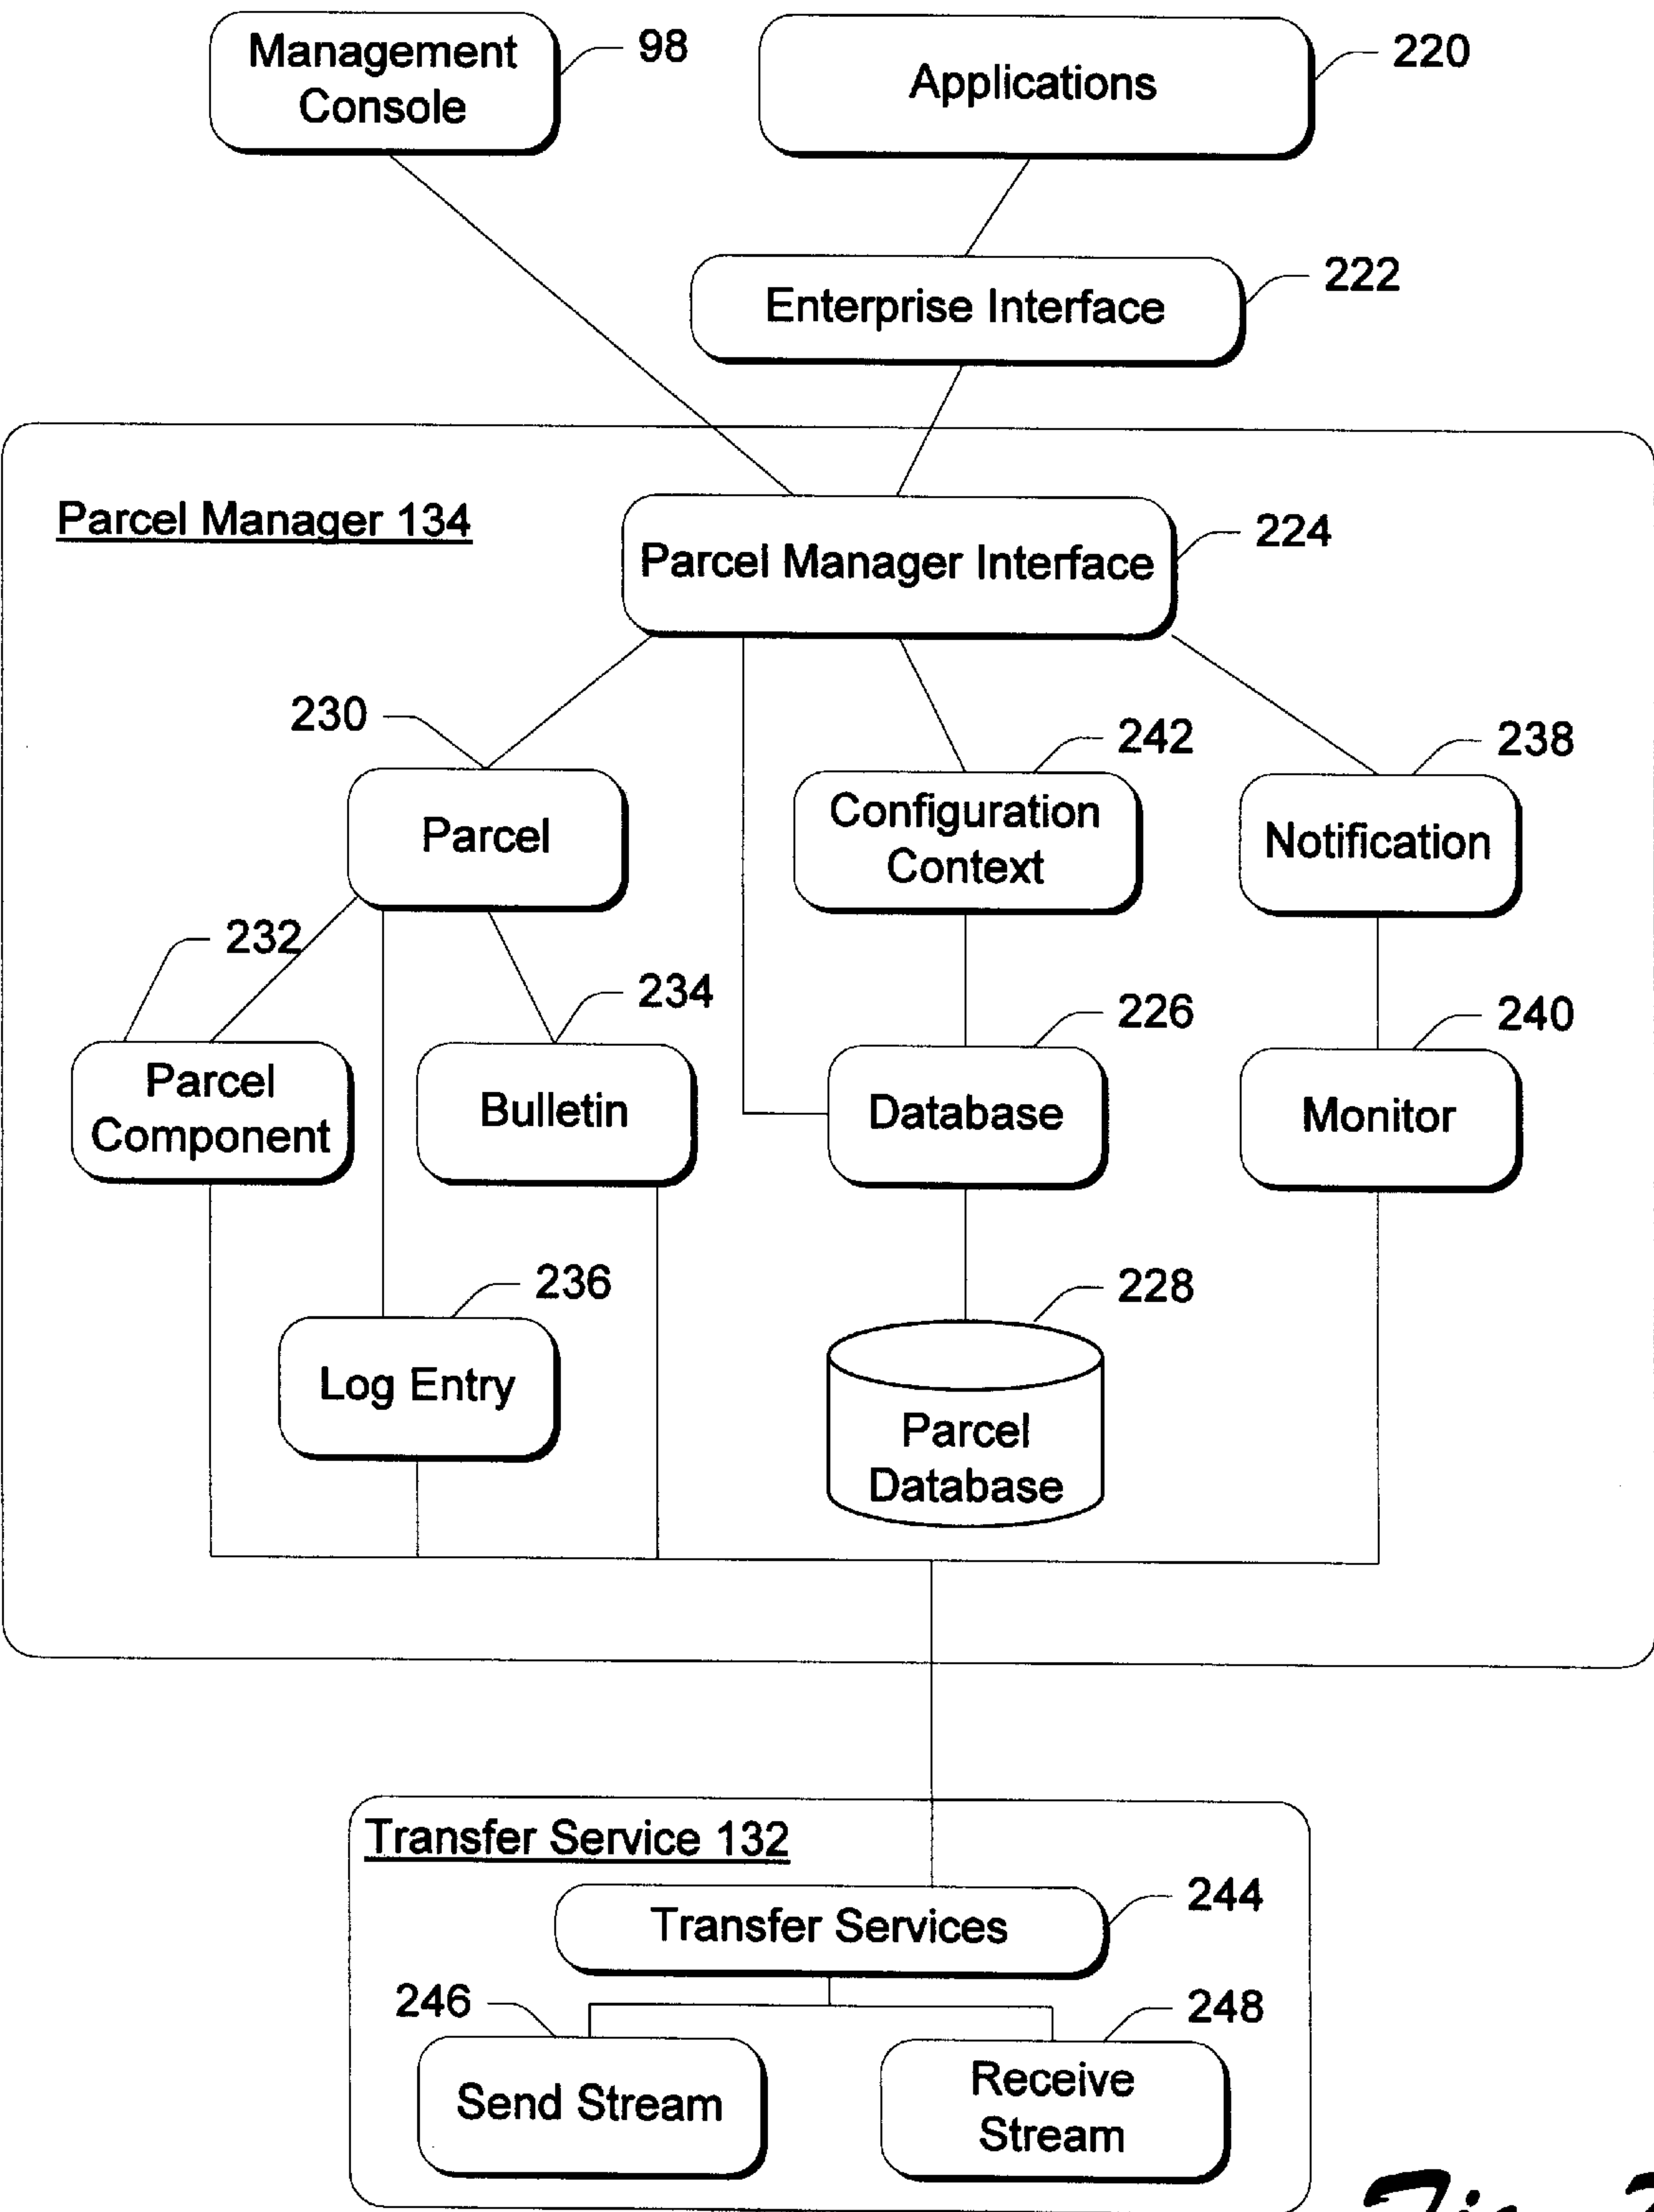 Management
Console
98
Applications
220
Enterprise Interface
222
Parcel Manager 134
Parcel Manager Interface
224
230
Parcel
242
Configuration
Context
238
Notification
232
Parcel
Component
234
Bulletin
226
Database
240
Monitor
236
Log Entry
228
Parcel
Database
Transfer Service 132
Transfer Services
244
246
Send Stream
248
Receive
Stream